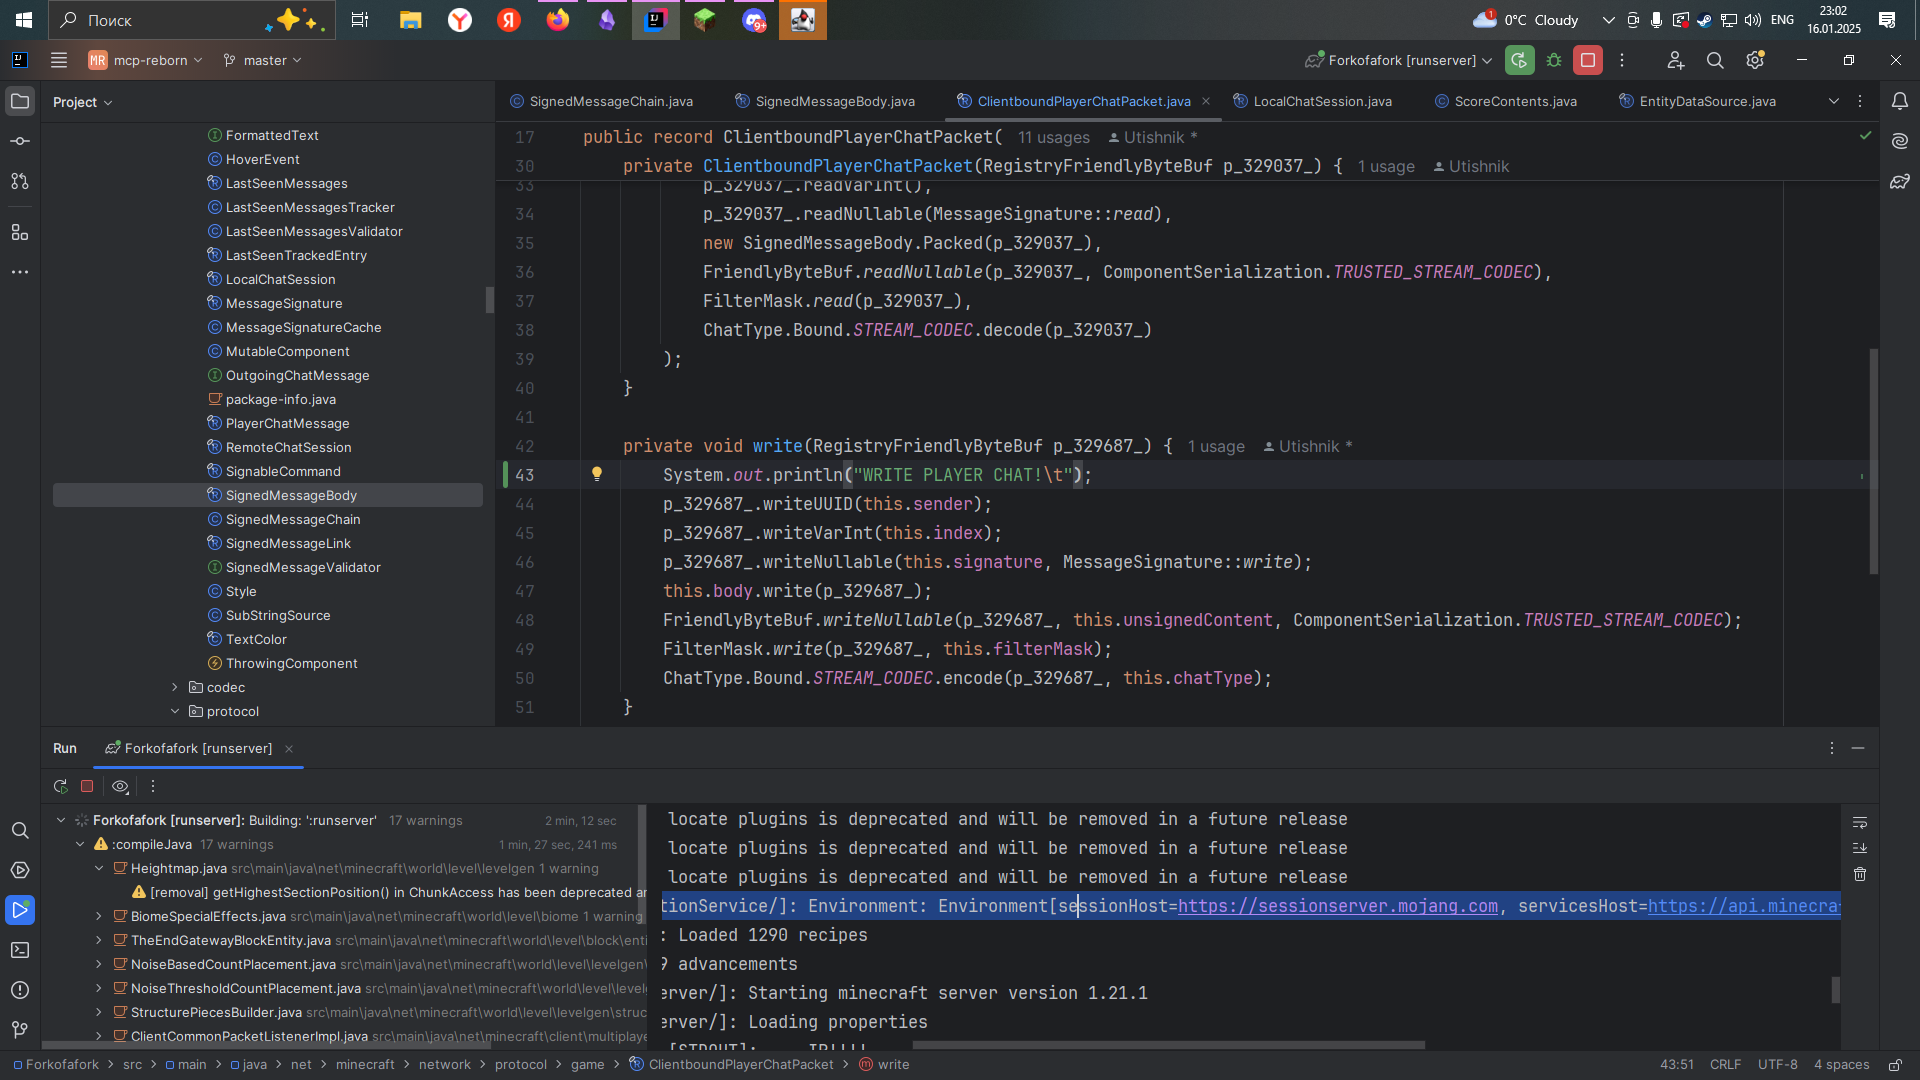 Поиск
9+
1
0°C Cloudy
ENG
23:02
16.01.2025
MR mcp-reborn
master
Forkofafork [runserver]
Project
FormattedText
HoverEvent
LastSeenMessages
LastSeenMessagesTracker
LastSeenMessagesValidator
LastSeenTrackedEntry
LocalChatSession
MessageSignature
MessageSignatureCache
MutableComponent
OutgoingChatMessage
package-info.java
PlayerChatMessage
RemoteChatSession
SignableCommand
SignedMessageBody
SignedMessageChain
SignedMessageLink
SignedMessageValidator
Style
SubStringSource
TextColor
ThrowingComponent
codec
protocol
SignedMessageChain.java
SignedMessageBody.java
ClientboundPlayerChatPacket.java
LocalChatSession.java
ScoreContents.java
EntityDataSource.java
17 public record ClientboundPlayerChatPacket( 11 usages Utishnik *
30 private ClientboundPlayerChatPacket(RegistryFriendlyByteBuf p_329037_) { 1 usage Utishnik
33 p_329037_.readVarInt(),
34 p_329037_.readNullable(MessageSignature::read),
35 new SignedMessageBody.Packed(p_329037_),
36 FriendlyByteBuf.readNullable(p_329037_, ComponentSerialization.TRUSTED_STREAM_CODEC),
37 FilterMask.read(p_329037_),
38 ChatType.Bound.STREAM_CODEC.decode(p_329037_)
39 );
40 }
41
42 private void write(RegistryFriendlyByteBuf p_329687_) { 1 usage Utishnik *
43 System.out.println("WRITE PLAYER CHAT!\t");
44 p_329687_.writeUUID(this.sender);
45 p_329687_.writeVarInt(this.index);
46 p_329687_.writeNullable(this.signature, MessageSignature::write);
47 this.body.write(p_329687_);
48 FriendlyByteBuf.writeNullable(p_329687_, this.unsignedContent, ComponentSerialization.TRUSTED_STREAM_CODEC);
49 FilterMask.write(p_329687_, this.filterMask);
50 ChatType.Bound.STREAM_CODEC.encode(p_329687_, this.chatType);
51 }
Run
Forkofafork [runserver]
Forkofafork [runserver]: Building: ':runserver' 17 warnings 2 min, 12 sec
:compileJava 17 warnings 1 min, 27 sec, 241 ms
Heightmap.java src\main\java\net\minecraft\world\level\levelgen 1 warning
[removal] getHighestSectionPosition() in ChunkAccess has been deprecated an
BiomeSpecialEffects.java src\main\java\net\minecraft\world\level\biome 1 warning
TheEndGatewayBlockEntity.java src\main\java\net\minecraft\world\level\block\enti
NoiseBasedCountPlacement.java src\main\java\net\minecraft\world\level\levelgen\
NoiseThresholdCountPlacement.java src\main\java\net\minecraft\world\level\leve
StructurePiecesBuilder.java src\main\java\net\minecraft\world\level\levelgen\struc
ClientCommonPacketListenerImpl.java src\main\java\net\minecraft\client\multiplaye
locate plugins is deprecated and will be removed in a future release
locate plugins is deprecated and will be removed in a future release
locate plugins is deprecated and will be removed in a future release
tionService/]: Environment: Environment[sessionHost=https://sessionserver.mojang.com, servicesHost=https://api.minecra
: Loaded 1290 recipes
9 advancements
erver/]: Starting minecraft server version 1.21.1
erver/]: Loading properties
[STDOUT]:
Forkofafork > src > main > java > net > minecraft > network > protocol > game > ClientboundPlayerChatPacket > write
43:51 CRLF UTF-8 4 spaces